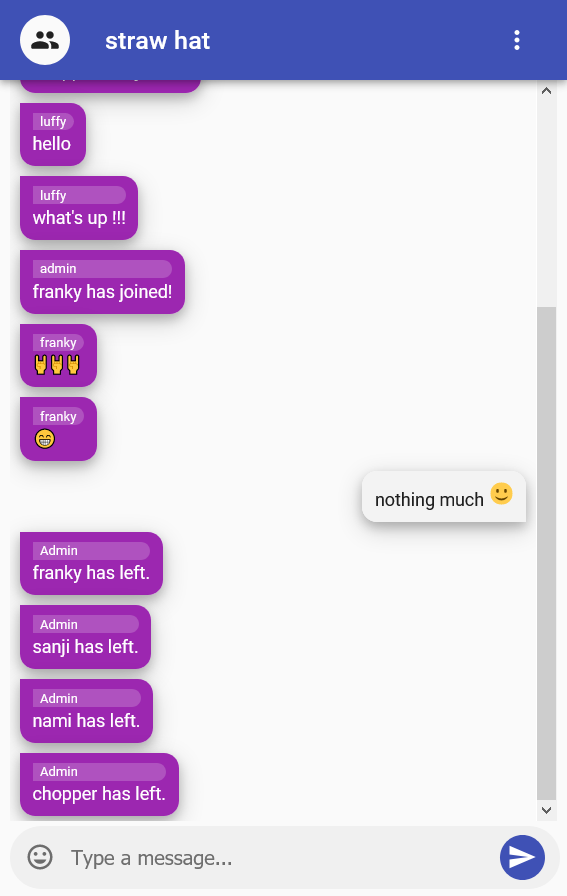 straw hat
luffy
hello
luffy
what's up !!!
admin
franky has joined!
franky
🤘🤘🤘
franky
😁
nothing much 🙂
Admin
franky has left.
Admin
sanji has left.
Admin
nami has left.
Admin
chopper has left.
Type a message...